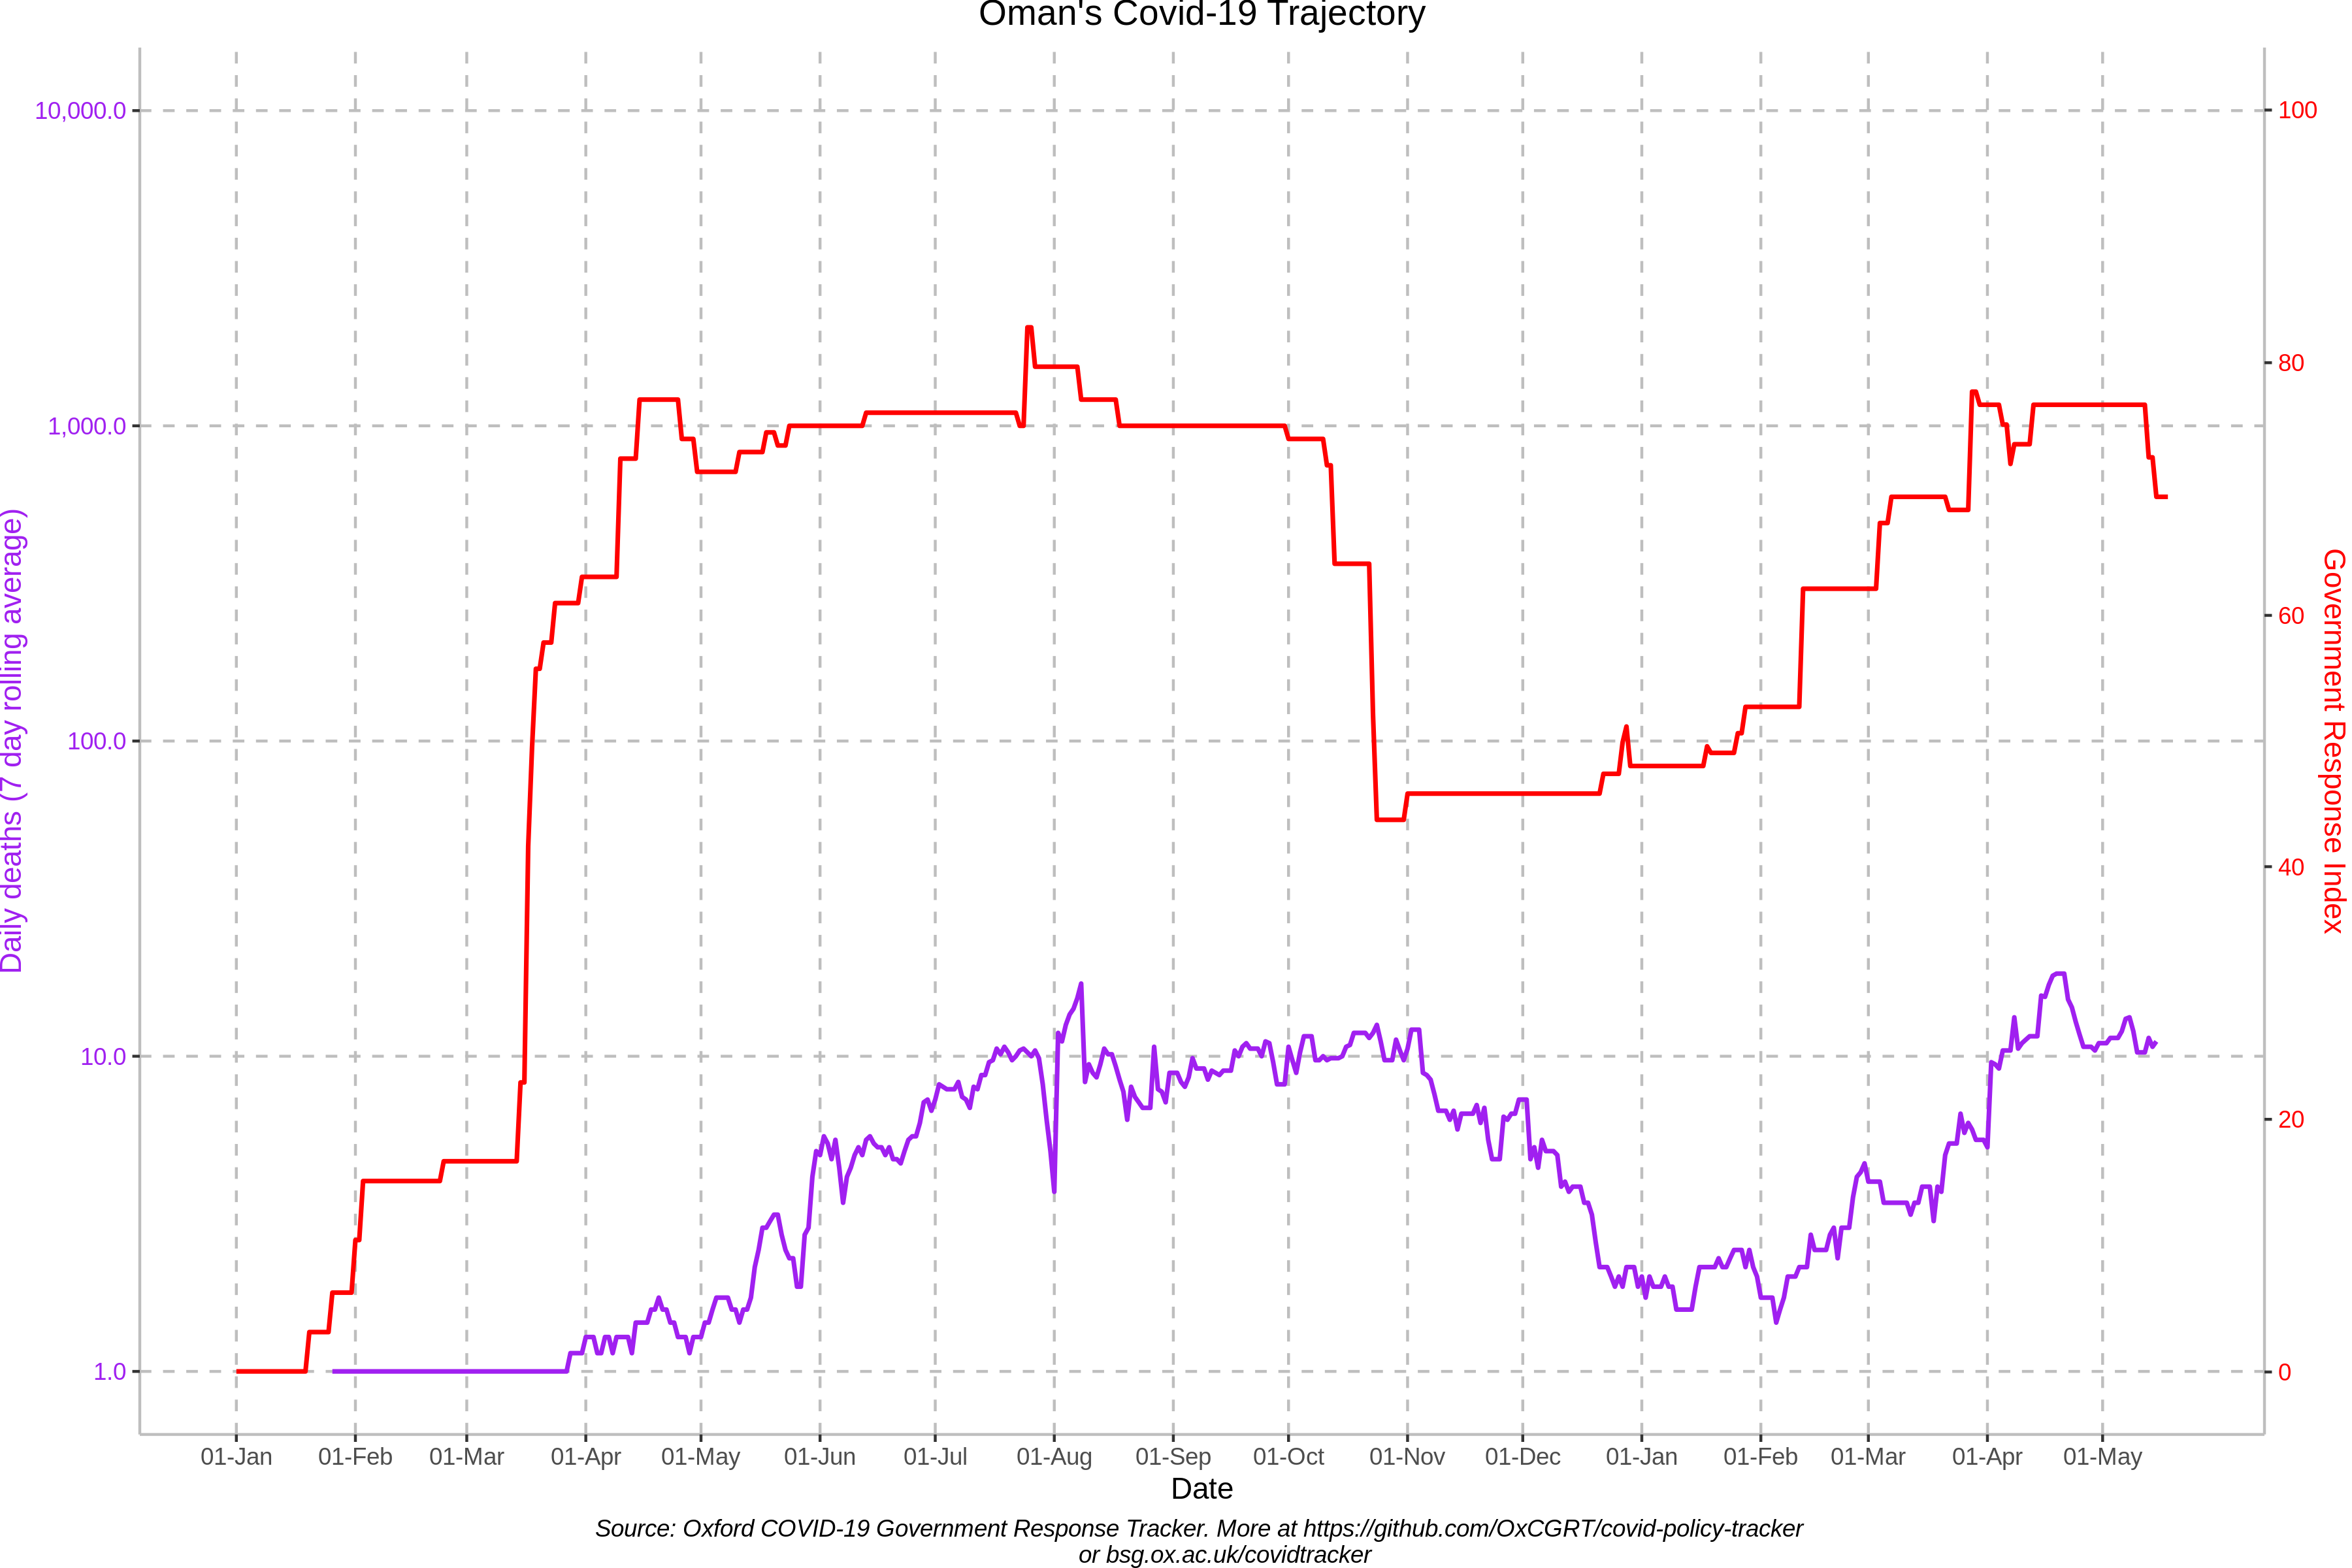 Oman's Covid-19 Trajectory
10,000.0
1,000.0
100.0
10.0
1.0
Daily deaths (7 day rolling average)
100
80
60
40
20
0
Government Response Index
01-Jan 01-Feb 01-Mar 01-Apr 01-May 01-Jun 01-Jul 01-Aug 01-Sep 01-Oct 01-Nov 01-Dec 01-Jan 01-Feb 01-Mar 01-Apr 01-May
Date
Source: Oxford COVID-19 Government Response Tracker. More at https://github.com/OxCGRT/covid-policy-tracker
or bsg.ox.ac.uk/covidtracker